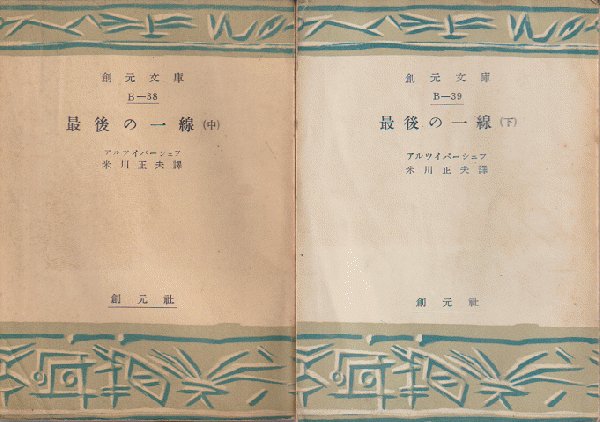 創元文庫
B—38
最後の一線(中)
アルツイバーシェフ
米川正夫譯
創元社
創元文庫
B—39
最後の一線(下)
アルツイバーシェフ
米川正夫譯
創元社